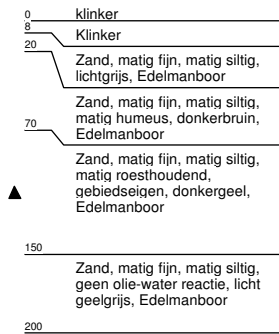 0 klinker
8 Klinker
20
Zand, matig fijn, matig siltig,
lichtgrijs, Edelmanboor
Zand, matig fijn, matig siltig,
matig humeus, donkerbruin,
Edelmanboor
70
Zand, matig fijn, matig siltig,
matig roesthoudend,
gebiedseigen, donkergeel,
Edelmanboor
150
Zand, matig fijn, matig siltig,
geen olie-water reactie, licht
geelgrijs, Edelmanboor
200